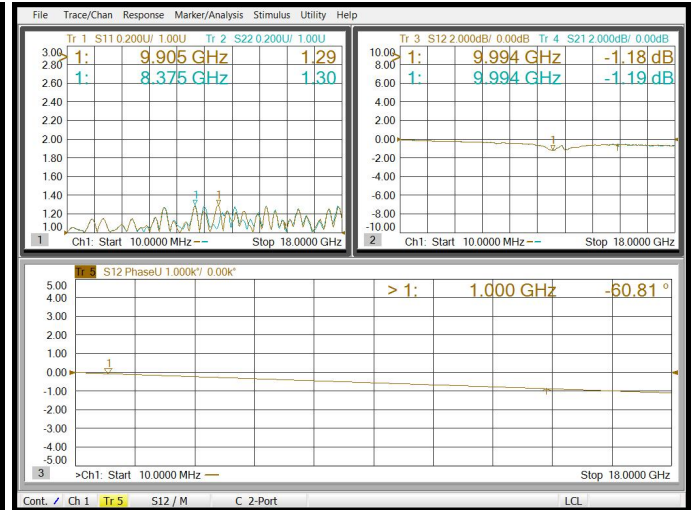 File Trace/Chan Response Marker/Analysis Stimulus Utility Help
Tr 1 S11 0.200U/ 1.00U Tr 2 S22 0.200U/ 1.00U
3.00
2.80
2.60
2.40
2.20
2.00
1.80
1.60
1.40
1.20
1.00
> 1: 9.905 GHz 1.29
1: 8.375 GHz 1.30
1 1
1 Ch1: Start 10.0000 MHz Stop 18.0000 GHz
Tr 3 S12 2.000dB/ 0.00dB Tr 4 S21 2.000dB/ 0.00dB
10.00
8.00
6.00
4.00
2.00
0.00
-2.00
-4.00
-6.00
-8.00
-10.00
> 1: 9.994 GHz -1.18 dB
1: 9.994 GHz -1.19 dB
1
2 Ch1: Start 10.0000 MHz Stop 18.0000 GHz
Tr 5 S12 PhaseU 1.000k°/ 0.00k°
5.00
4.00
3.00
2.00
1.00
0.00
-1.00
-2.00
-3.00
-4.00
-5.00
> 1: 1.000 GHz -60.81 °
1
3 >Ch1: Start 10.0000 MHz Stop 18.0000 GHz
Cont. Ch 1 Tr 5 S12 / M C 2-Port LCL